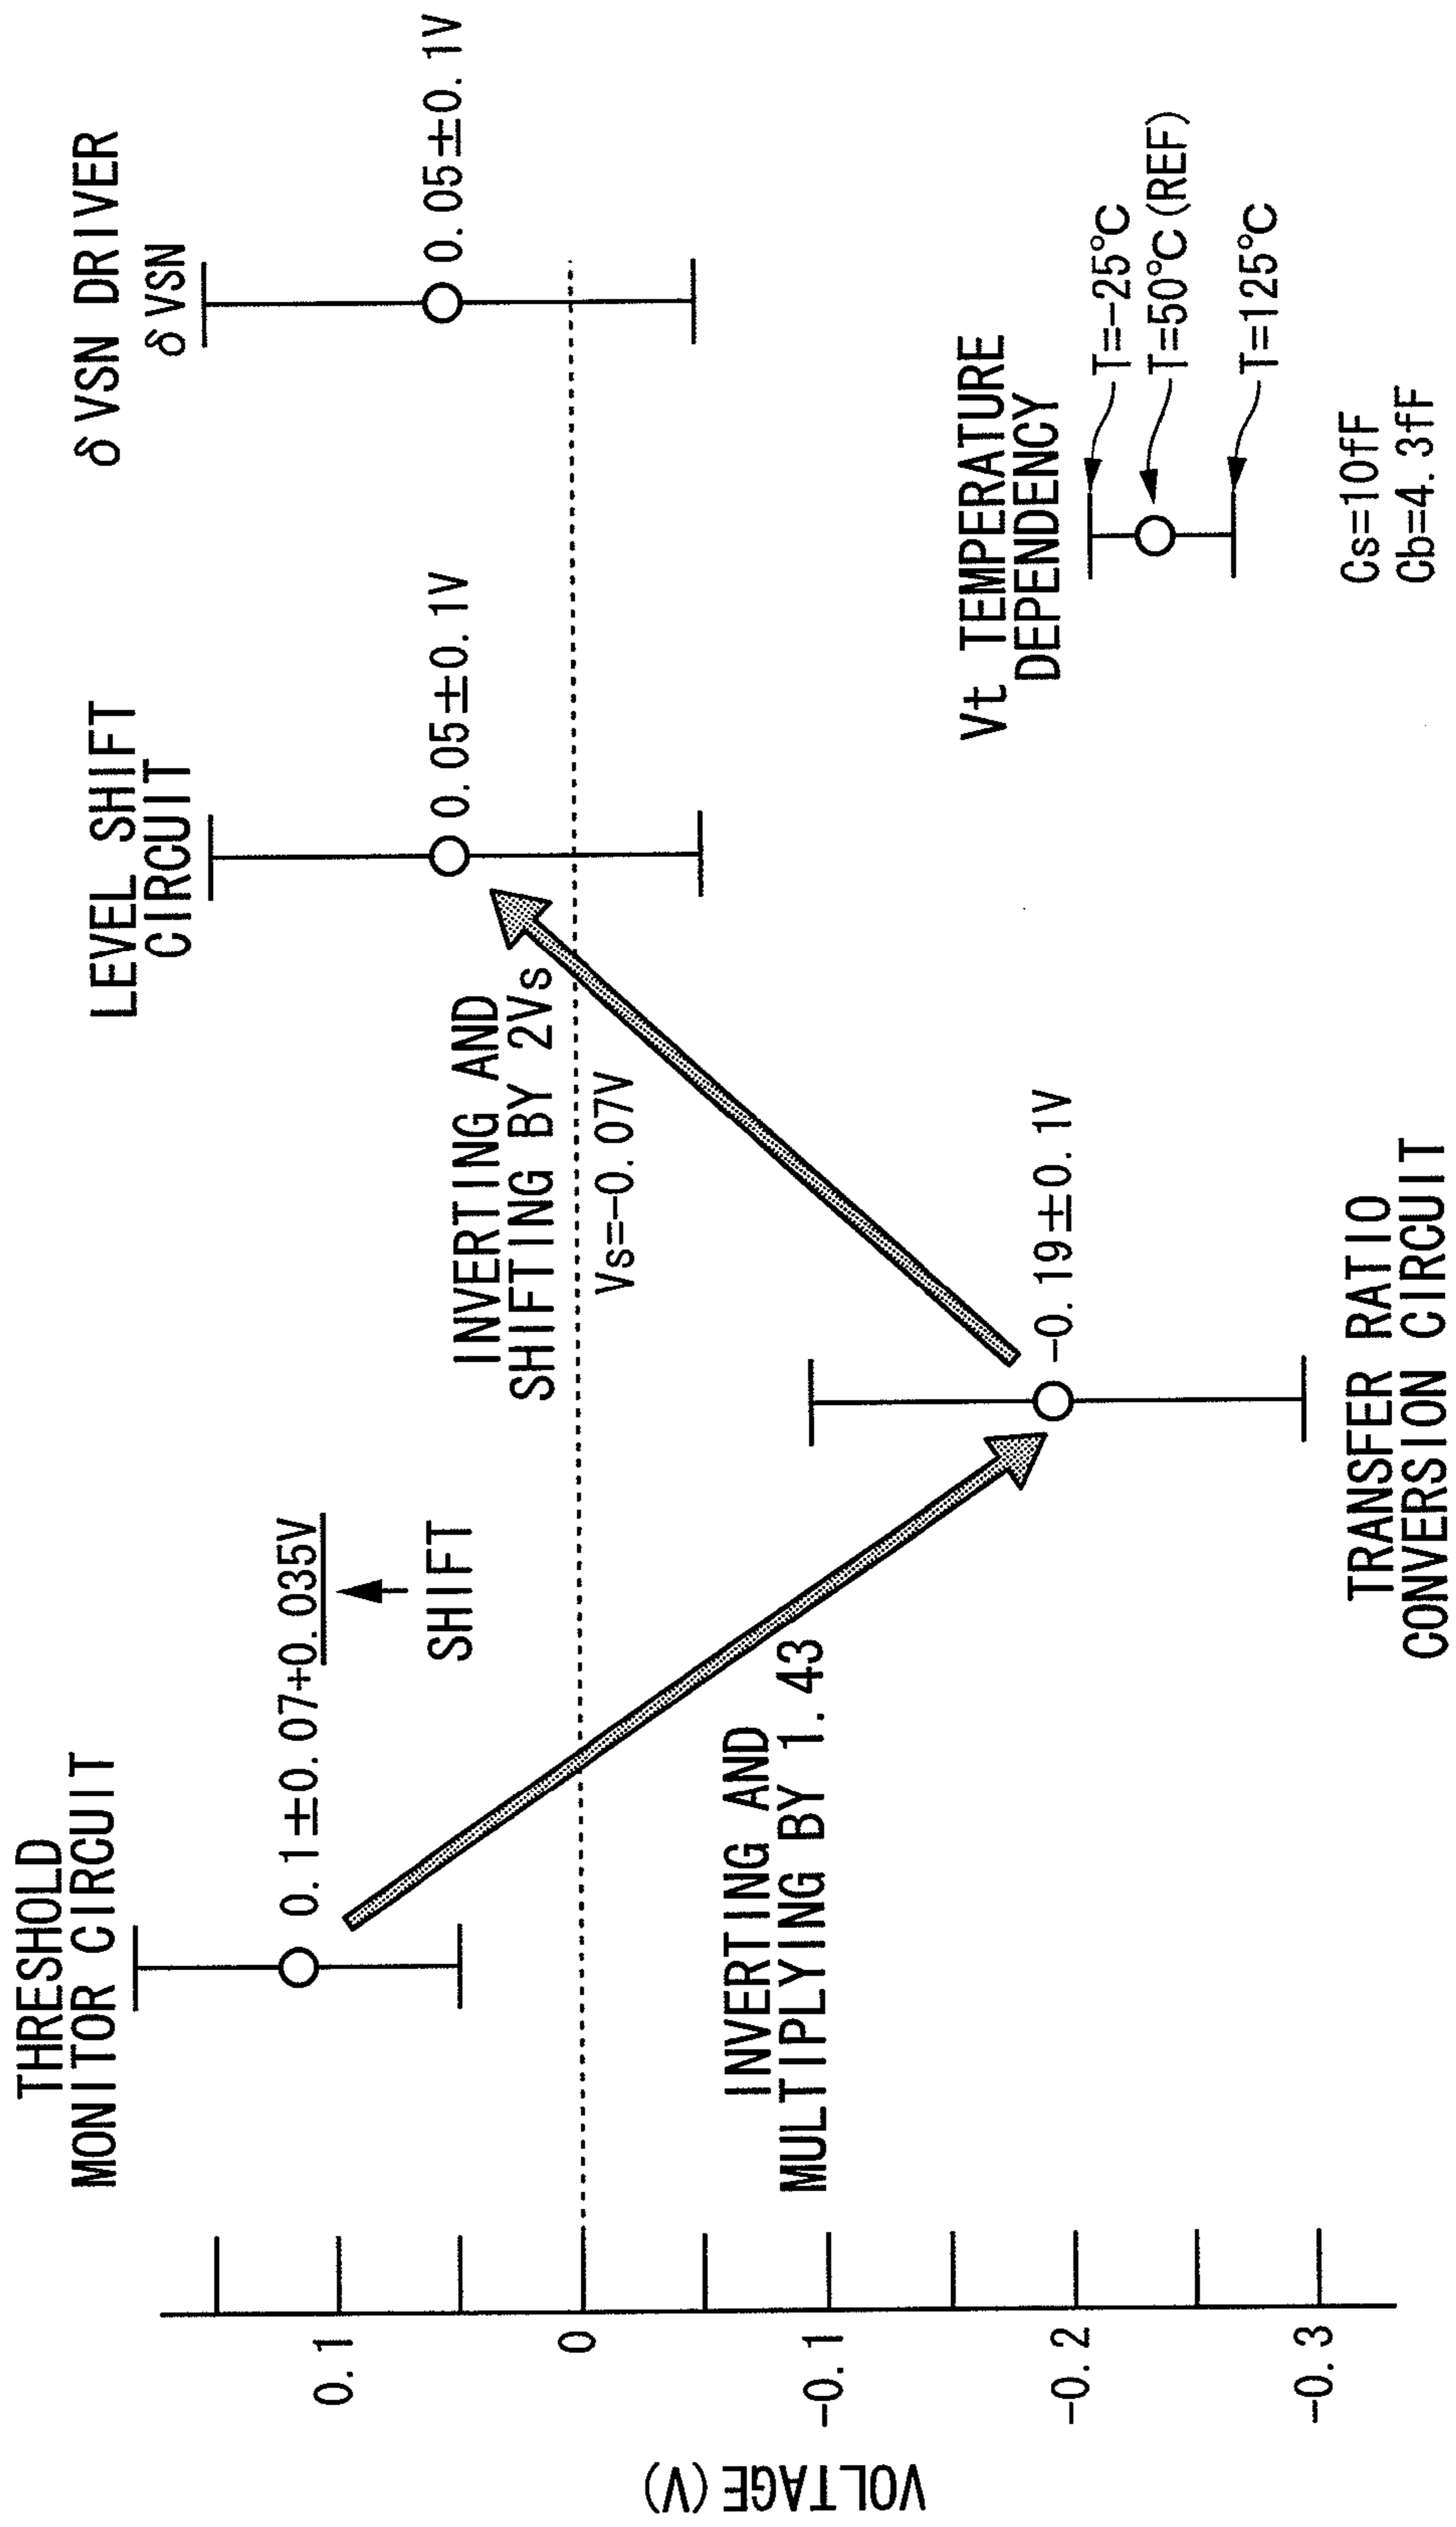 THRESHOLD
MONITOR CIRCUIT
0.1±0.07+0.035V
SHIFT
LEVEL SHIFT
CIRCUIT
0.05±0.1V
δVSN DRIVER
δVSN
0.05±0.1V
VOLTAGE(V)
0.1
0
-0.1
-0.2
-0.3
INVERTING AND
MULTIPLYING BY 1.43
INVERTING AND
SHIFTING BY 2Vs
Vs=-0.07V
-0.19±0.1V
TRANSFER RATIO
CONVERSION CIRCUIT
Vt TEMPERATURE
DEPENDENCY
T=-25℃
T=50℃(REF)
T=125℃
Cs=10fF
Cb=4.3fF